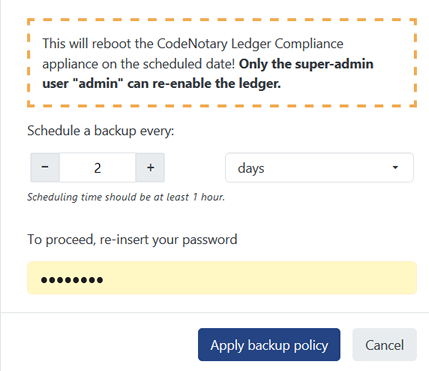 This will reboot the CodeNotary Ledger Compliance
appliance on the scheduled date! Only the super-admin
user "admin" can re-enable the ledger.
Schedule a backup every:
− 2 + days
Scheduling time should be at least 1 hour.
To proceed, re-insert your password
●●●●●●●●
Apply backup policy Cancel